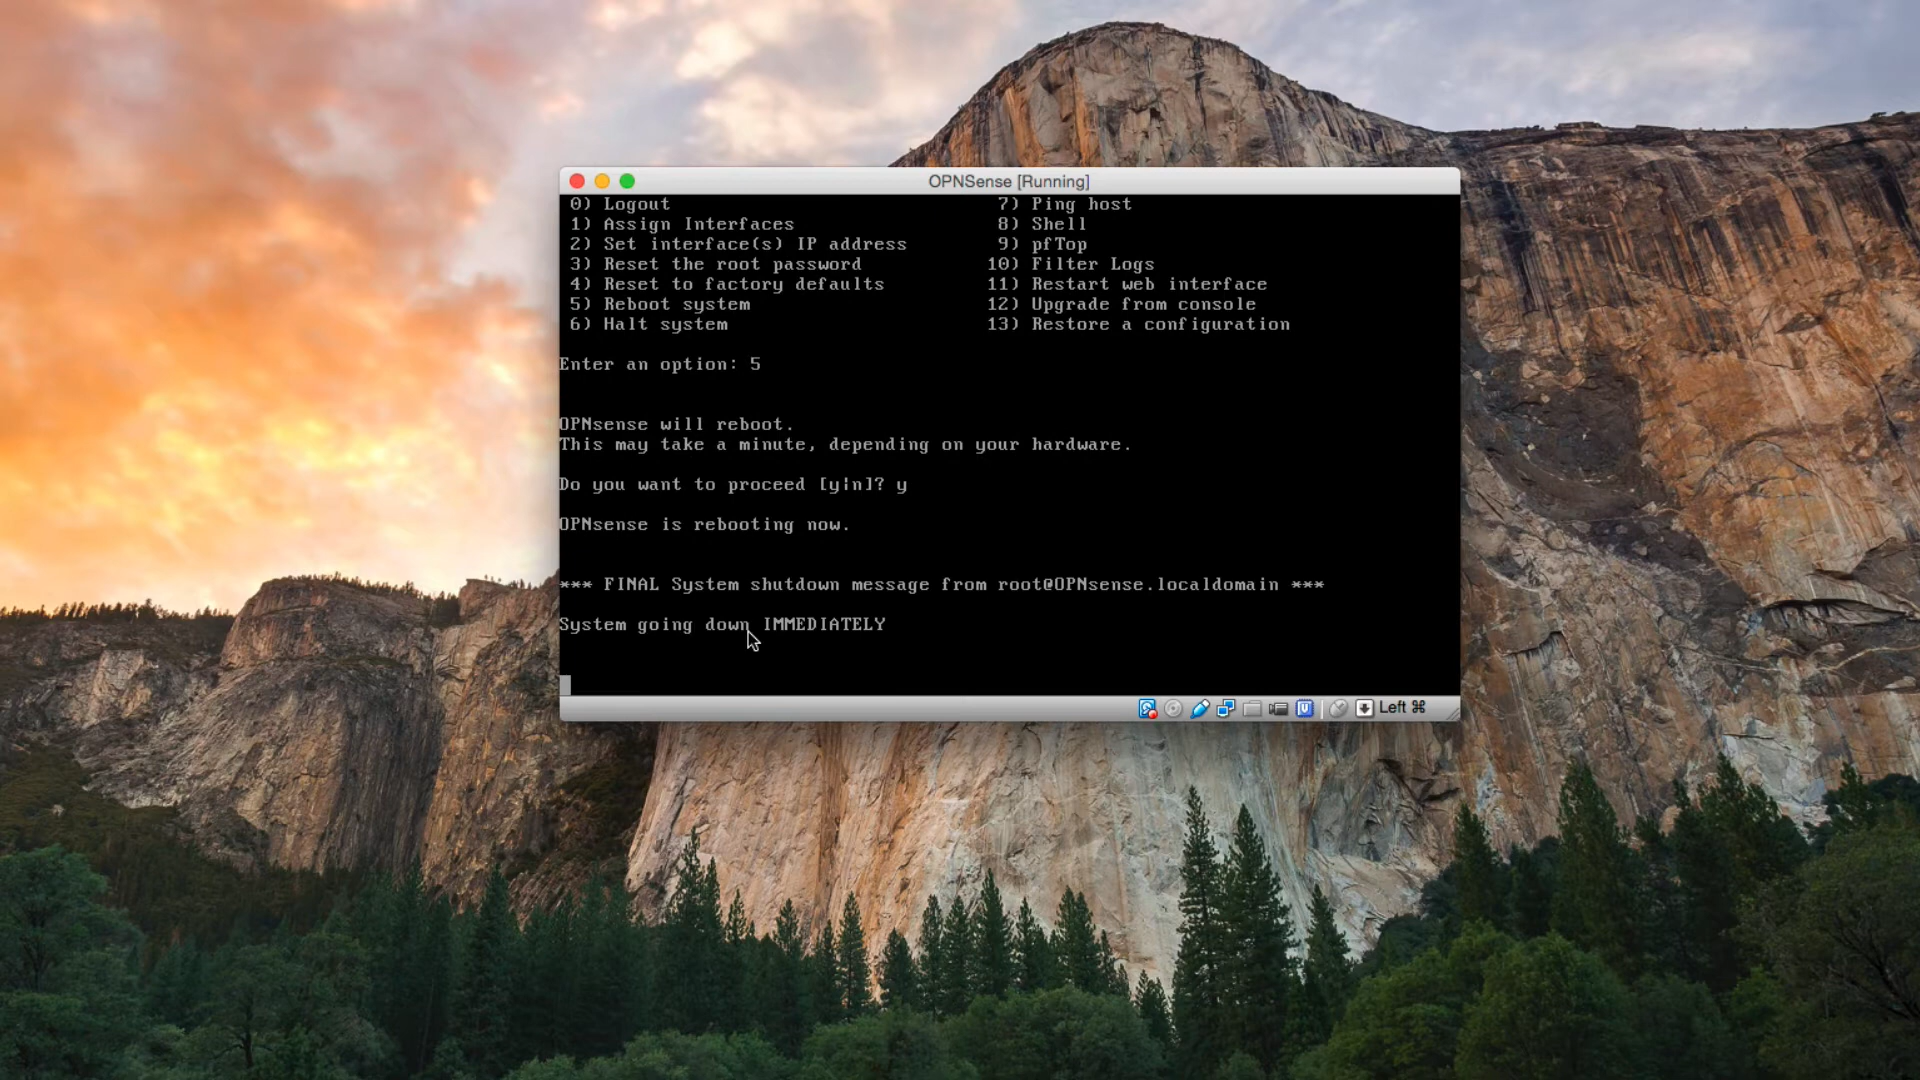 OPNSense [Running]
0) Logout 7) Ping host
1) Assign Interfaces 8) Shell
2) Set interface(s) IP address 9) pfTop
3) Reset the root password 10) Filter Logs
4) Reset to factory defaults 11) Restart web interface
5) Reboot system 12) Upgrade from console
6) Halt system 13) Restore a configuration
Enter an option: 5
OPNsense will reboot.
This may take a minute, depending on your hardware.
Do you want to proceed [y|n]? y
OPNsense is rebooting now.
*** FINAL System shutdown message from root@OPNsense.localdomain ***
System going down IMMEDIATELY
Left ⌘